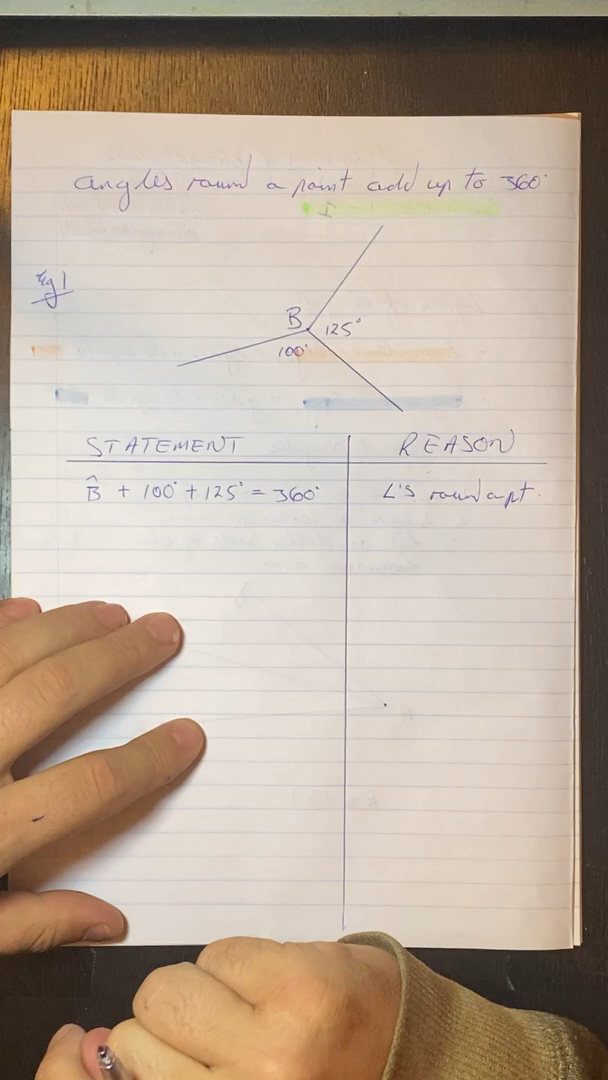 angles round a point add up to 360°
Eg 1
B 125°
100°
STATEMENT REASON
B̂ + 100° + 125° = 360° ∠'s round a pt.